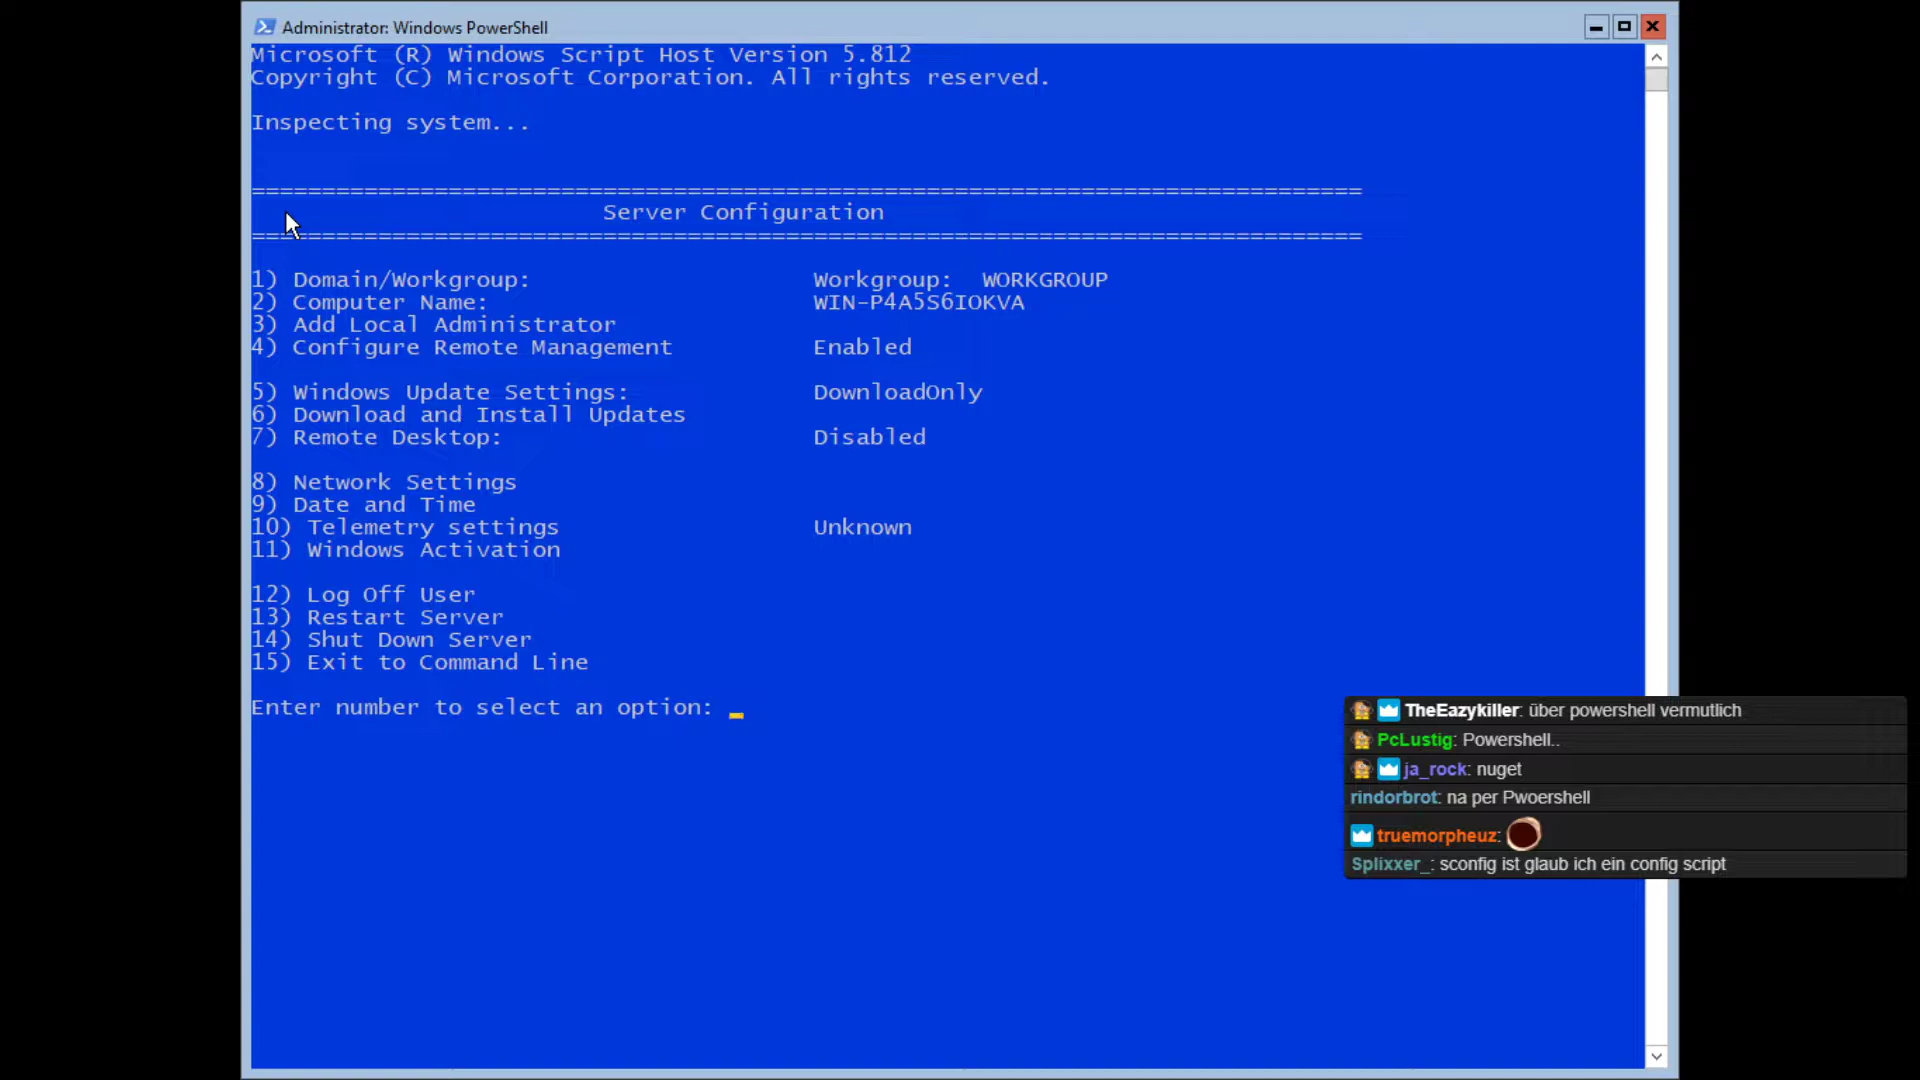 Administrator: Windows PowerShell
Microsoft (R) Windows Script Host Version 5.812
Copyright (C) Microsoft Corporation. All rights reserved.
Inspecting system...
===============================================================================
Server Configuration
===============================================================================
1) Domain/Workgroup: Workgroup: WORKGROUP
2) Computer Name: WIN-P4A5S6IOKVA
3) Add Local Administrator
4) Configure Remote Management Enabled
5) Windows Update Settings: DownloadOnly
6) Download and Install Updates
7) Remote Desktop: Disabled
8) Network Settings
9) Date and Time
10) Telemetry settings Unknown
11) Windows Activation
12) Log Off User
13) Restart Server
14) Shut Down Server
15) Exit to Command Line
Enter number to select an option:
TheEazykiller: über powershell vermutlich
PcLustig: Powershell..
ja_rock: nuget
rindorbrot: na per Pwoershell
truemorpheuz:
Splixxer_: sconfig ist glaub ich ein config script